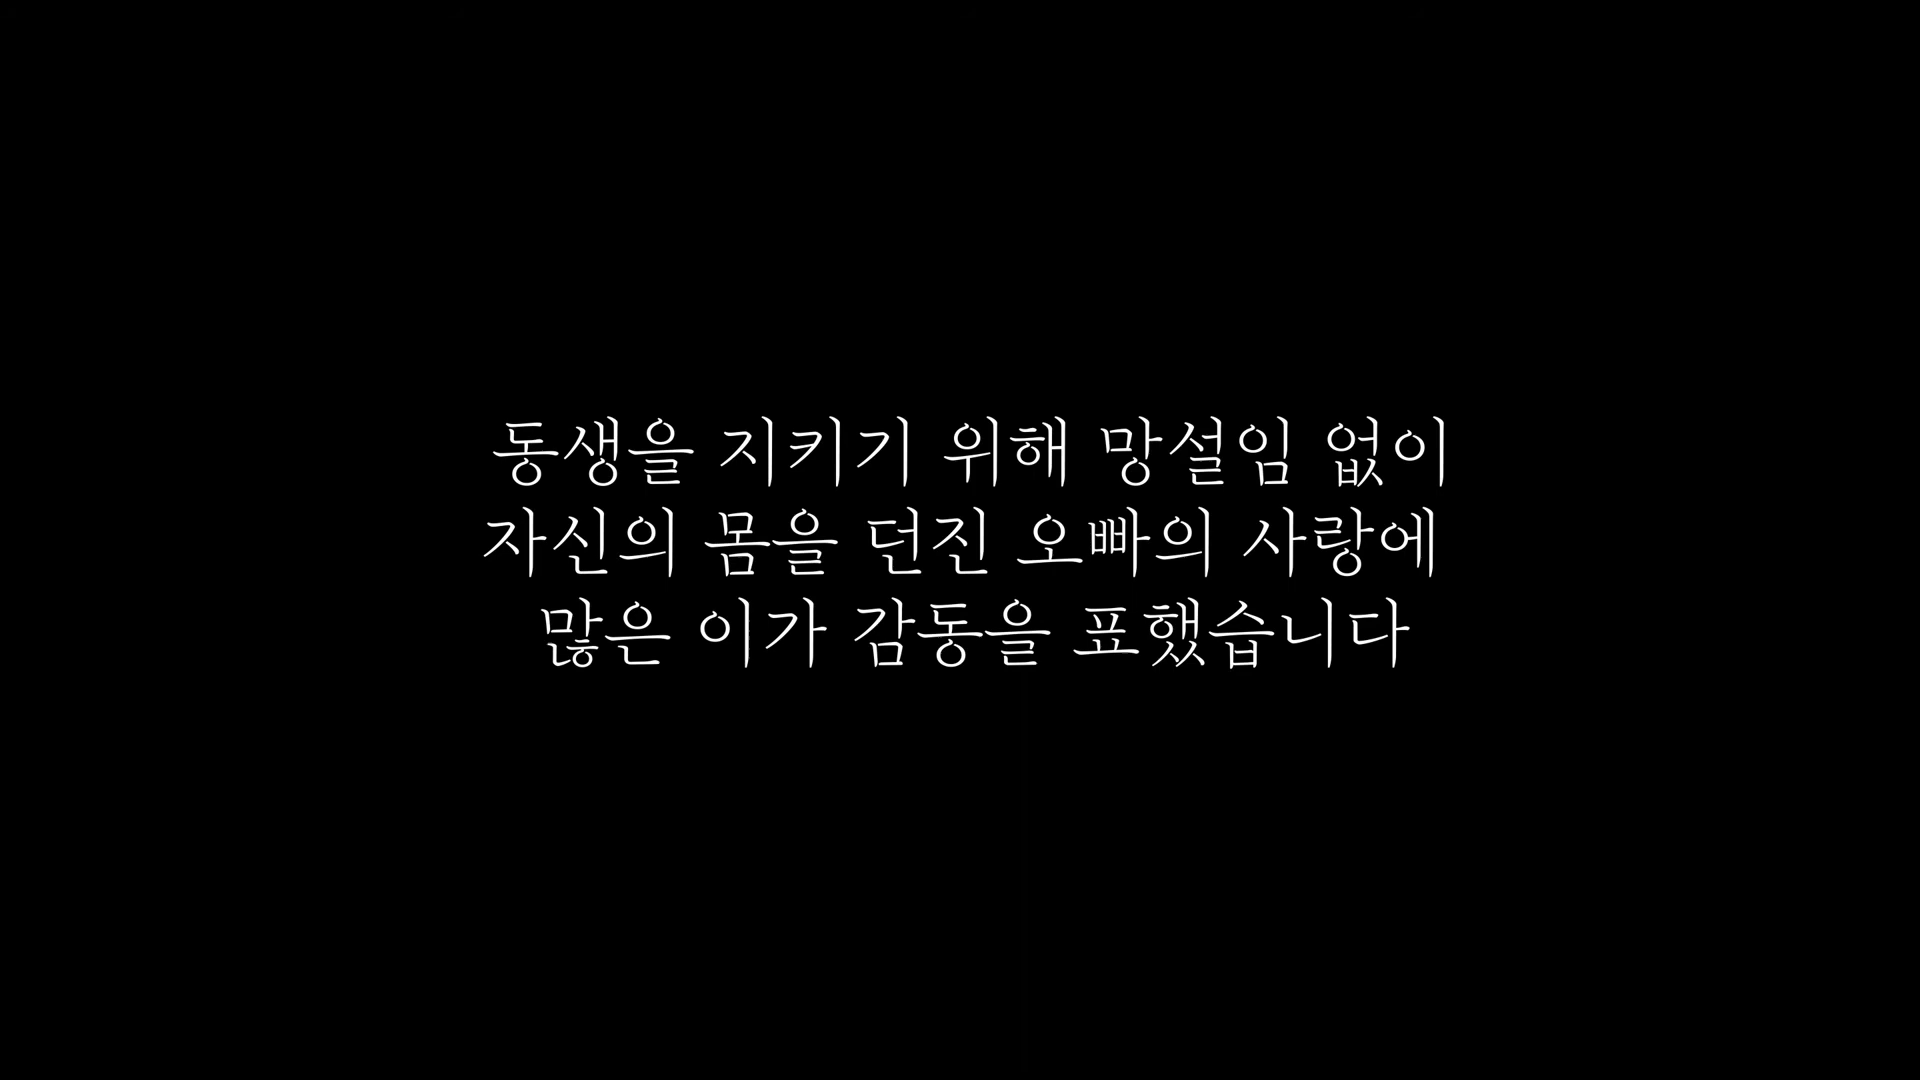 동생을 지키기 위해 망설임 없이
자신의 몸을 던진 오빠의 사랑에
많은 이가 감동을 표했습니다